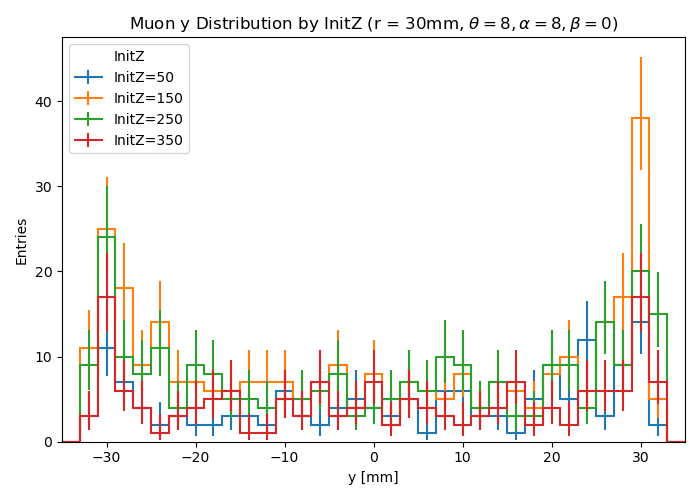 Muon y Distribution by InitZ (r = 30mm, θ = 8, α = 8, β = 0)
InitZ
InitZ=50
InitZ=150
InitZ=250
InitZ=350
Entries
40
30
20
10
0
−30
−20
−10
0
10
20
30
y [mm]